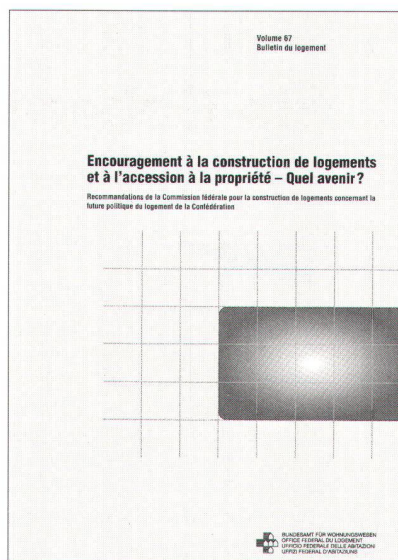 Volume 67
Bulletin du logement
Encouragement à la construction de logements
et à l'accession à la propriété – Quel avenir?
Recommandations de la Commission fédérale pour la construction de logements concernant la
future politique du logement de la Confédération
BUNDESAMT FÜR WOHNUNGSWESEN
OFFICE FEDERAL DU LOGEMENT
UFFICIO FEDERALE DELLE ABITAZIONI
UFFIZI FEDERAL D'ABITAZIUNS